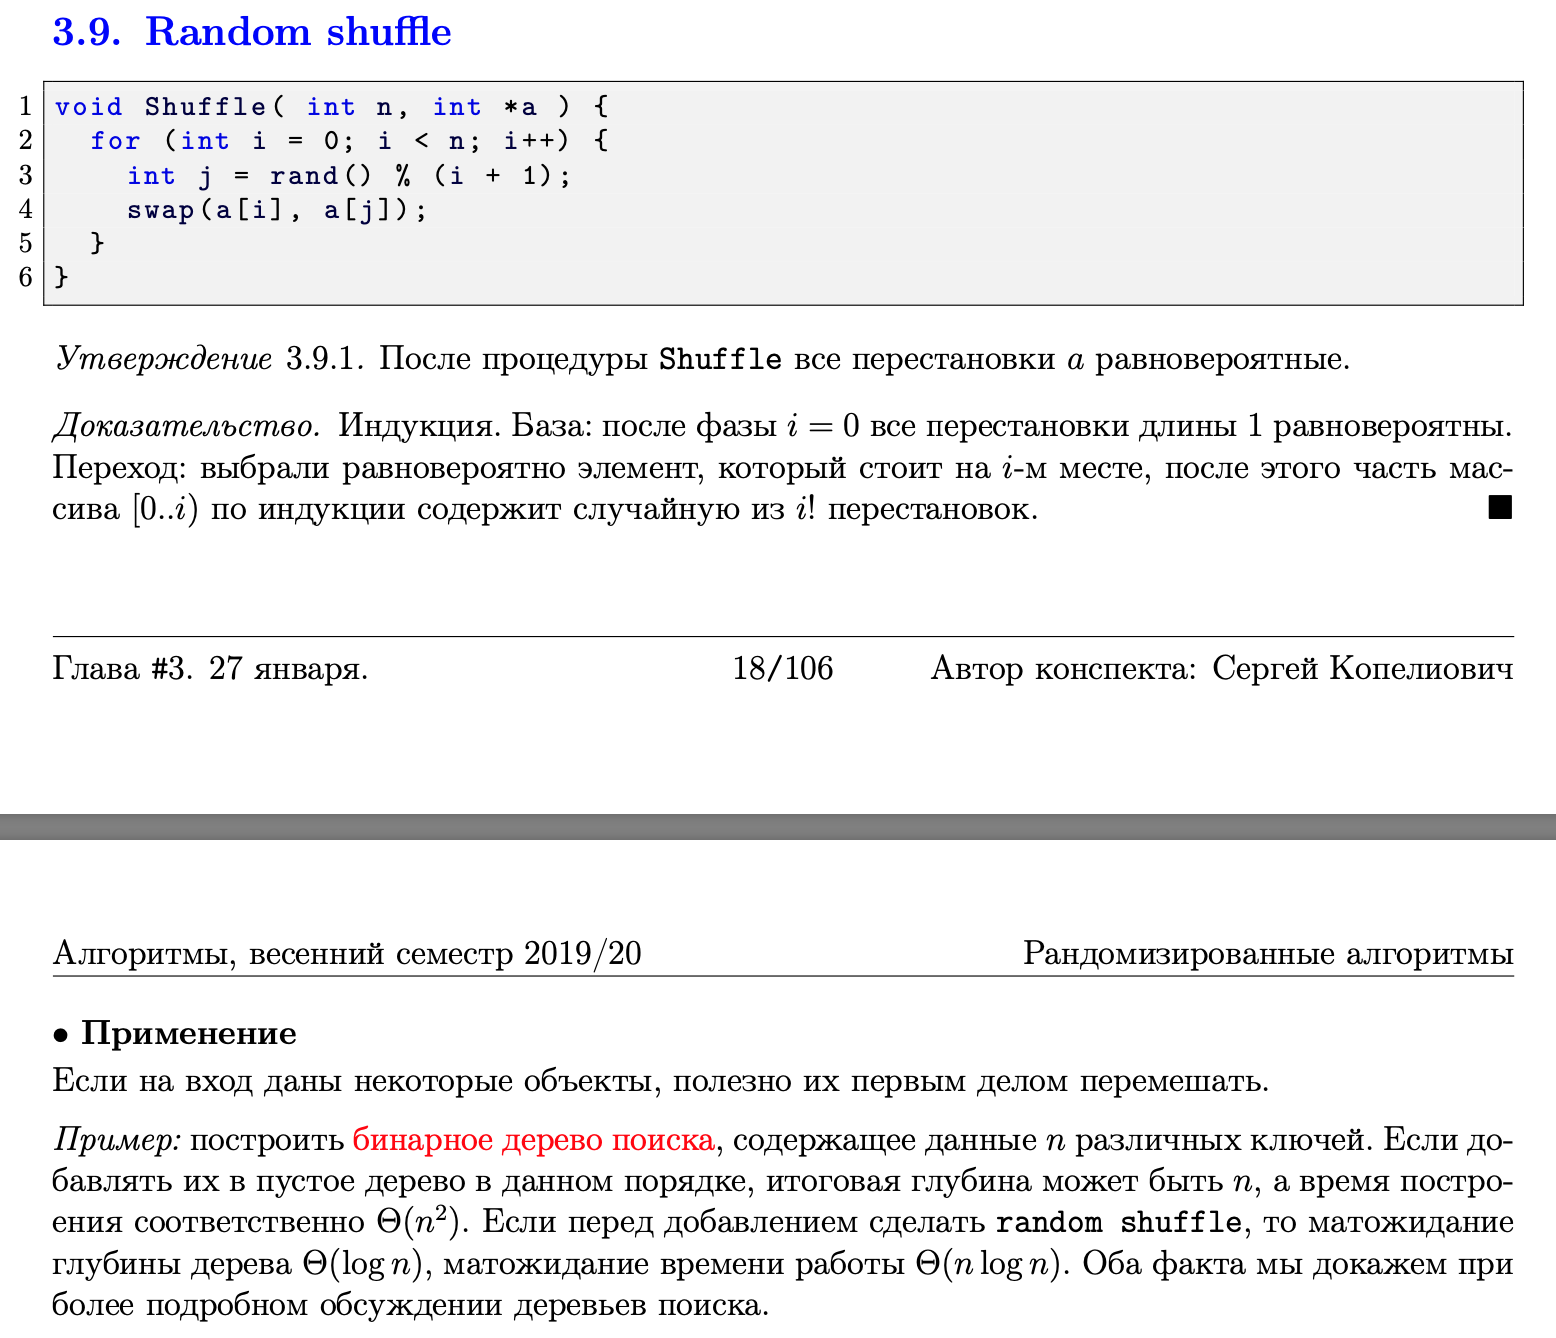 3.9. Random shuffle
1 void Shuffle( int n, int *a ) {
2 for (int i = 0; i < n; i++) {
3 int j = rand() % (i + 1);
4 swap(a[i], a[j]);
5 }
6 }
Утверждение 3.9.1. После процедуры Shuffle все перестановки a равновероятные.
Доказательство. Индукция. База: после фазы i = 0 все перестановки длины 1 равновероятны.
Переход: выбрали равновероятно элемент, который стоит на i-м месте, после этого часть мас-
сива [0..i) по индукции содержит случайную из i! перестановок. ■
Глава #3. 27 января. 18/106 Автор конспекта: Сергей Копелиович
Алгоритмы, весенний семестр 2019/20 Рандомизированные алгоритмы
• Применение
Если на вход даны некоторые объекты, полезно их первым делом перемешать.
Пример: построить бинарное дерево поиска, содержащее данные n различных ключей. Если до-
бавлять их в пустое дерево в данном порядке, итоговая глубина может быть n, а время постро-
ения соответственно Θ(n²). Если перед добавлением сделать random shuffle, то матожидание
глубины дерева Θ(log n), матожидание времени работы Θ(n log n). Оба факта мы докажем при
более подробном обсуждении деревьев поиска.